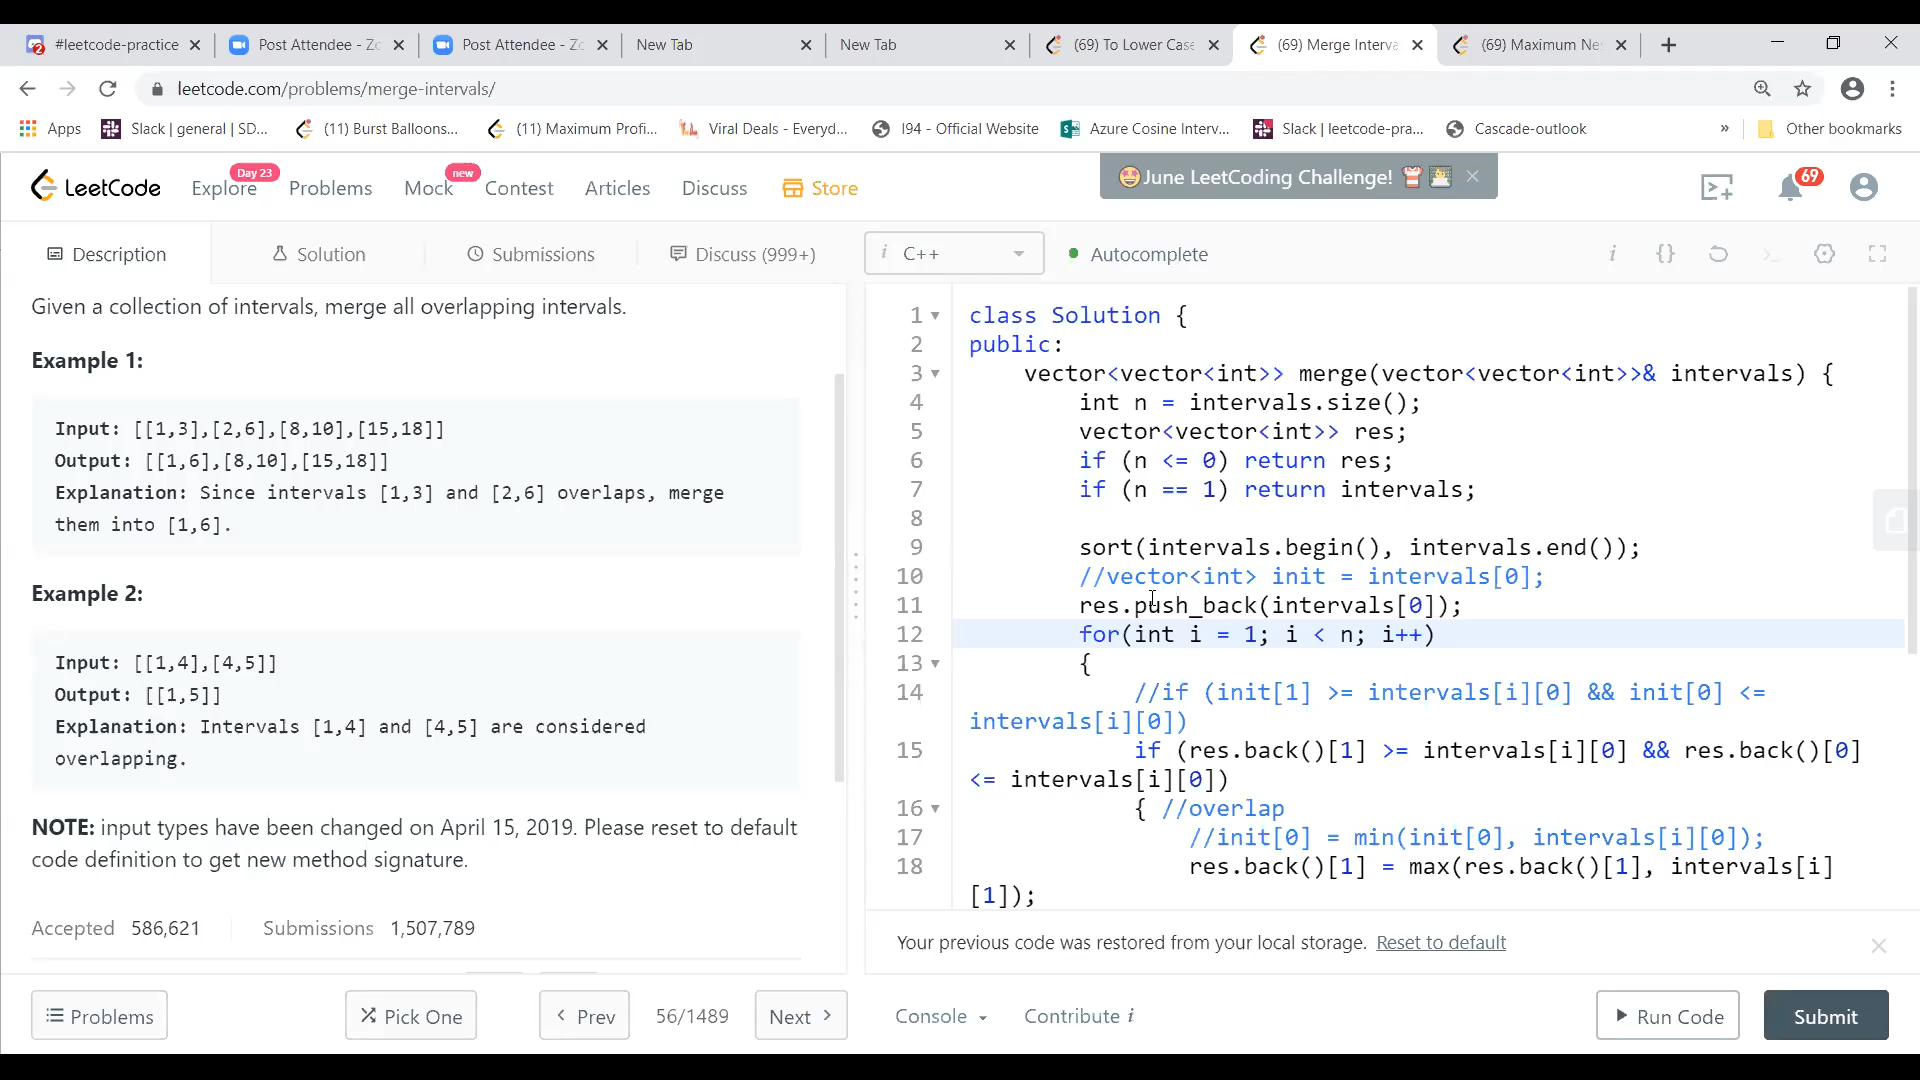 #leetcode-practice
Post Attendee - Zo
Post Attendee - Zo
New Tab
New Tab
(69) To Lower Case
(69) Merge Interva
(69) Maximum Ne
leetcode.com/problems/merge-intervals/
Apps
Slack | general | SD...
(11) Burst Balloons...
(11) Maximum Profi...
Viral Deals - Everyd...
I94 - Official Website
Azure Cosine Interv...
Slack | leetcode-pra...
Cascade-outlook
»
Other bookmarks
LeetCode
Explore
Day 23
Problems
Mock
new
Contest
Articles
Discuss
Store
June LeetCoding Challenge!
69
Description
Solution
Submissions
Discuss (999+)
i C++
Autocomplete
i {}
Given a collection of intervals, merge all overlapping intervals.
Example 1:
Input: [[1,3],[2,6],[8,10],[15,18]]
Output: [[1,6],[8,10],[15,18]]
Explanation: Since intervals [1,3] and [2,6] overlaps, merge
them into [1,6].
Example 2:
Input: [[1,4],[4,5]]
Output: [[1,5]]
Explanation: Intervals [1,4] and [4,5] are considered
overlapping.
NOTE: input types have been changed on April 15, 2019. Please reset to default
code definition to get new method signature.
Accepted 586,621 Submissions 1,507,789
1 class Solution {
2 public:
3 vector<vector<int>> merge(vector<vector<int>>& intervals) {
4 int n = intervals.size();
5 vector<vector<int>> res;
6 if (n <= 0) return res;
7 if (n == 1) return intervals;
8
9 sort(intervals.begin(), intervals.end());
10 //vector<int> init = intervals[0];
11 res.push_back(intervals[0]);
12 for(int i = 1; i < n; i++)
13 {
14 //if (init[1] >= intervals[i][0] && init[0] <=
intervals[i][0])
15 if (res.back()[1] >= intervals[i][0] && res.back()[0]
<= intervals[i][0])
16 { //overlap
17 //init[0] = min(init[0], intervals[i][0]);
18 res.back()[1] = max(res.back()[1], intervals[i]
[1]);
Your previous code was restored from your local storage. Reset to default
Problems
Pick One
Prev
56/1489
Next
Console
Contribute i
Run Code
Submit